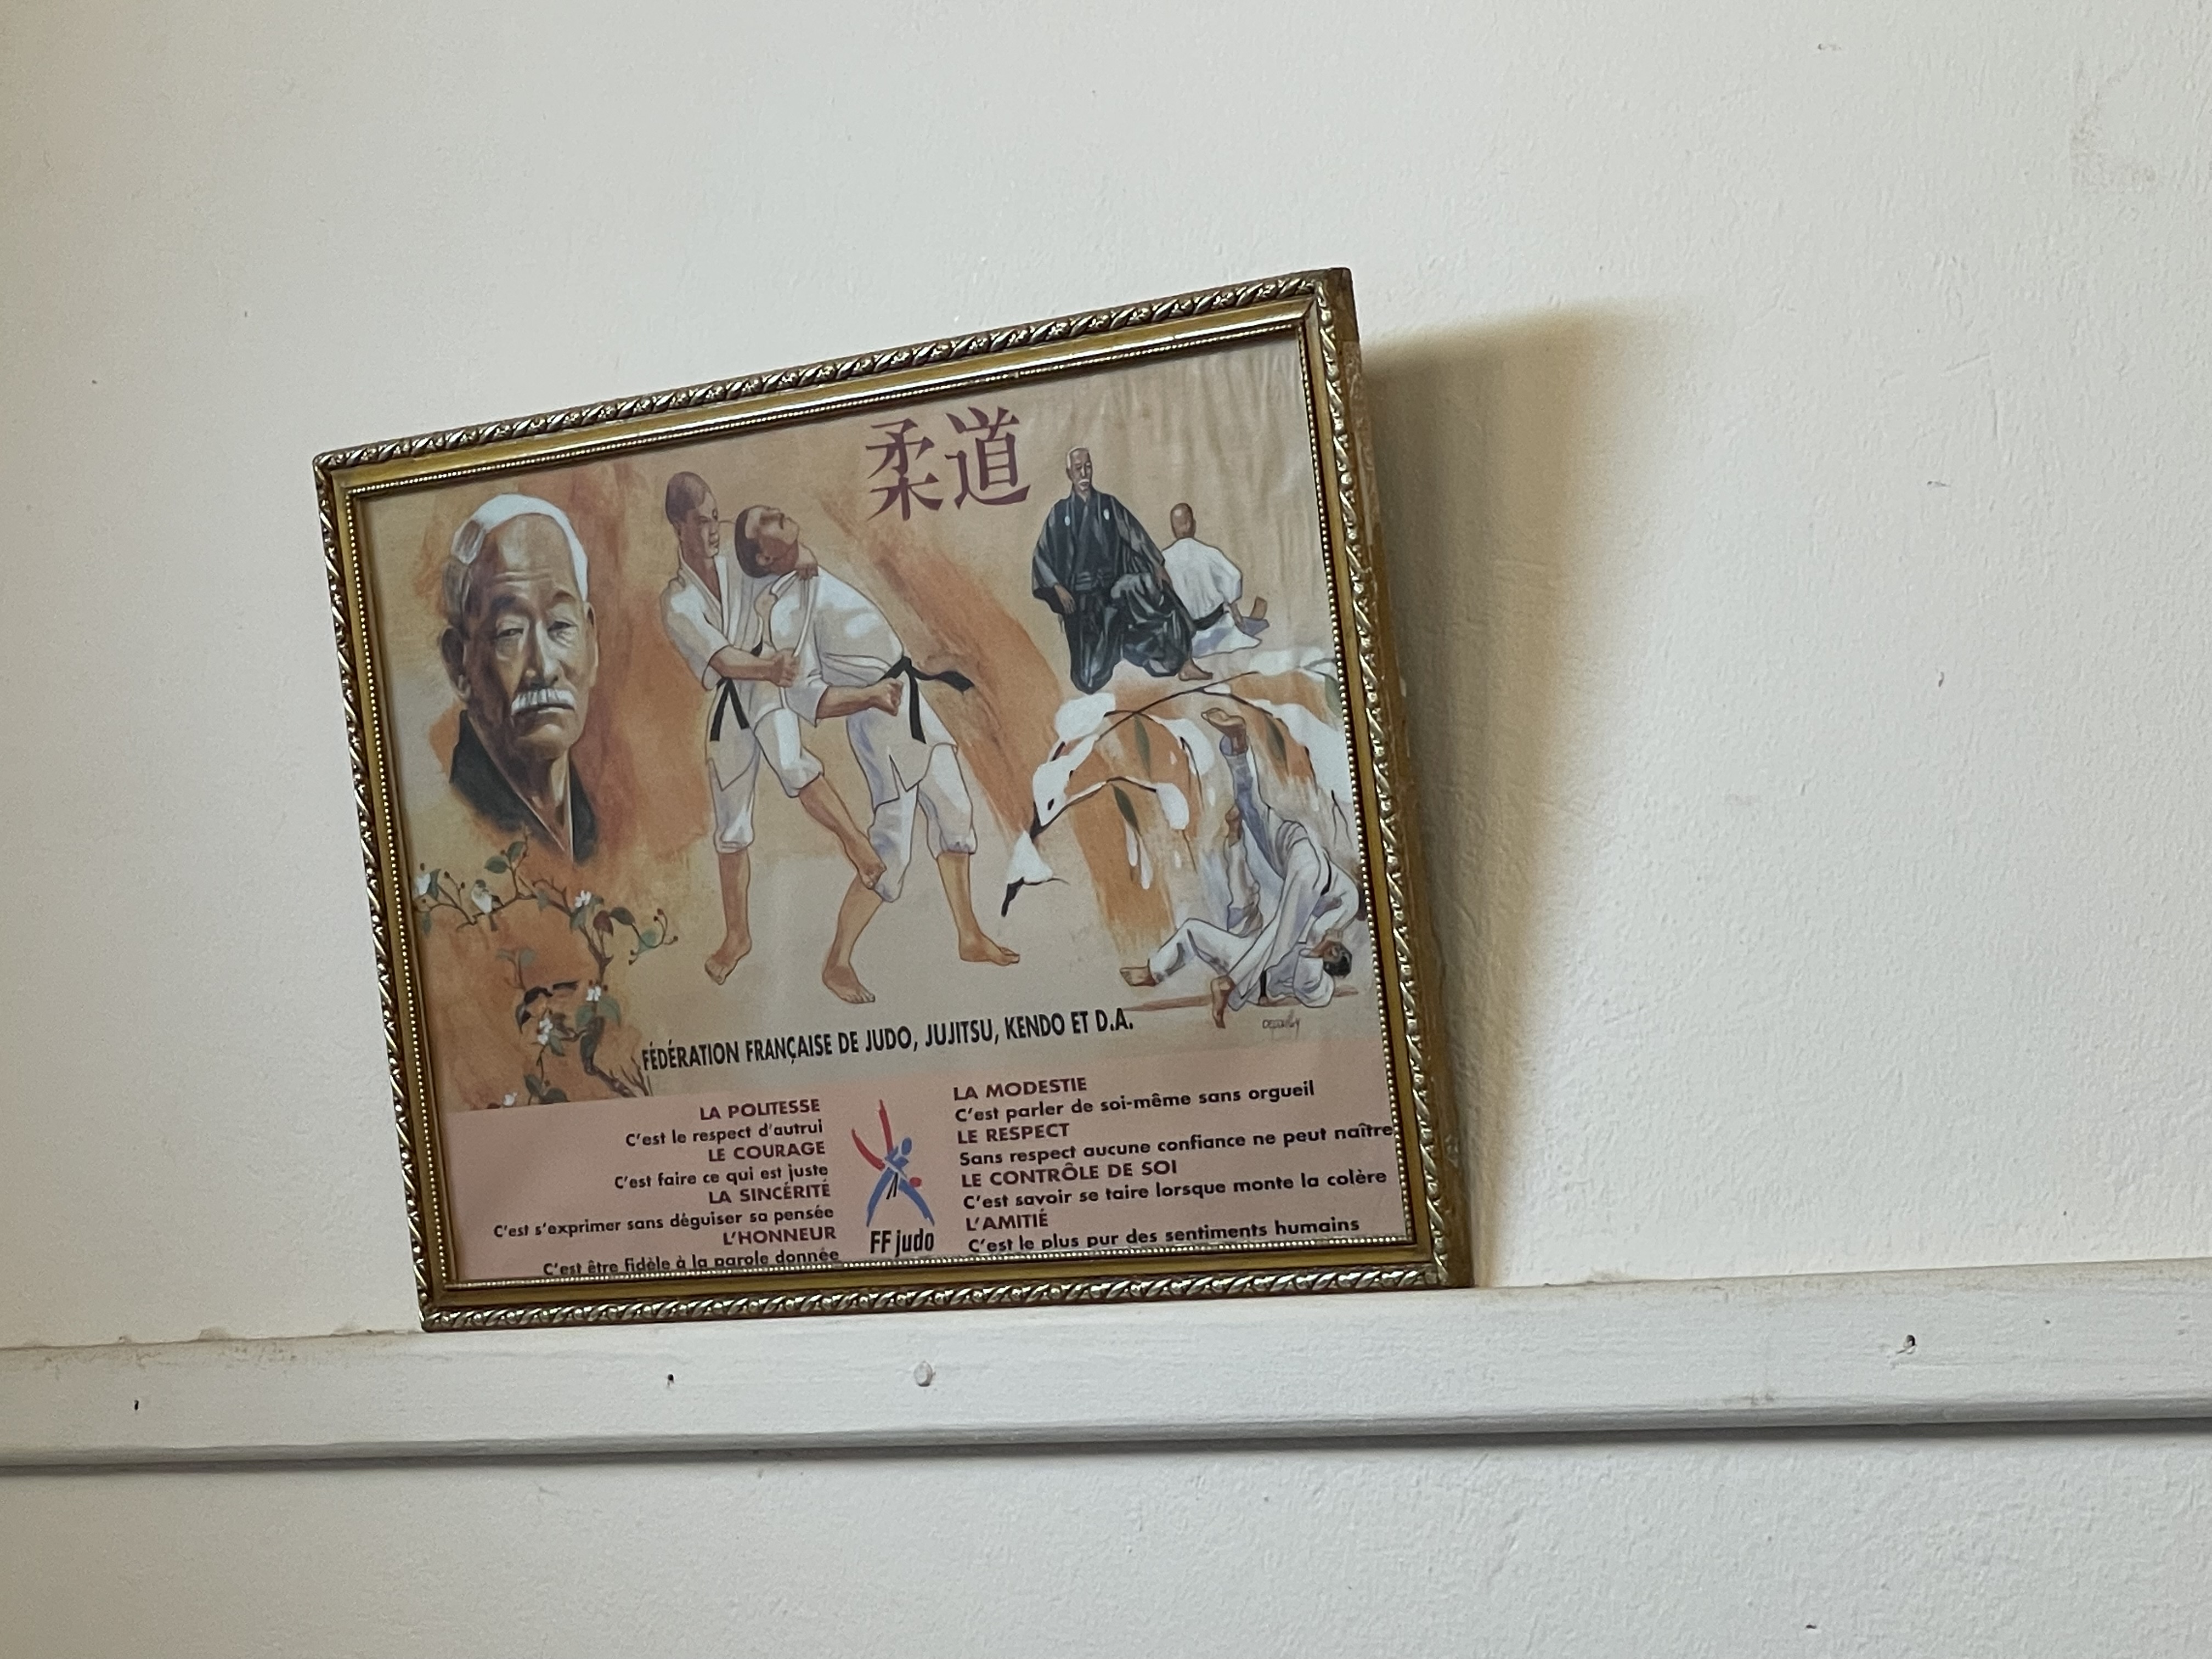 柔道
FÉDÉRATION FRANÇAISE DE JUDO, JUJITSU, KENDO ET D.A.
LA POLITESSE
C'est le respect d'autrui
LE COURAGE
C'est faire ce qui est juste
LA SINCÉRITÉ
C'est s'exprimer sans déguiser sa pensée
L'HONNEUR
C'est être fidèle à la parole donnée
FF judo
LA MODESTIE
C'est parler de soi-même sans orgueil
LE RESPECT
Sans respect aucune confiance ne peut naître
LE CONTRÔLE DE SOI
C'est savoir se taire lorsque monte la colère
L'AMITIÉ
C'est le plus pur des sentiments humains